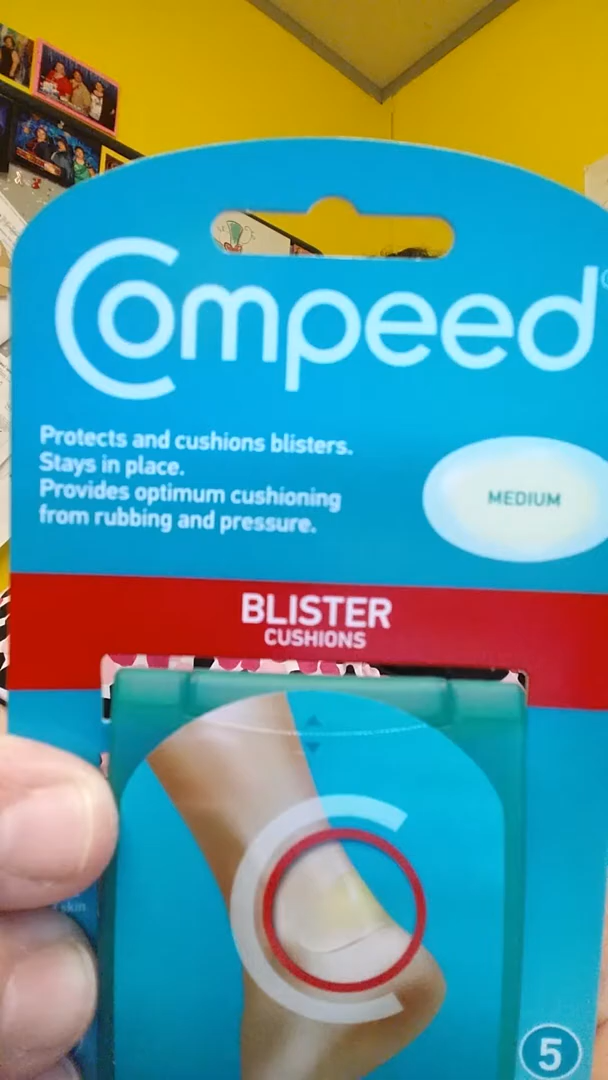 Compeed
Protects and cushions blisters.
Stays in place.
Provides optimum cushioning
from rubbing and pressure.
MEDIUM
BLISTER
CUSHIONS
skin
5